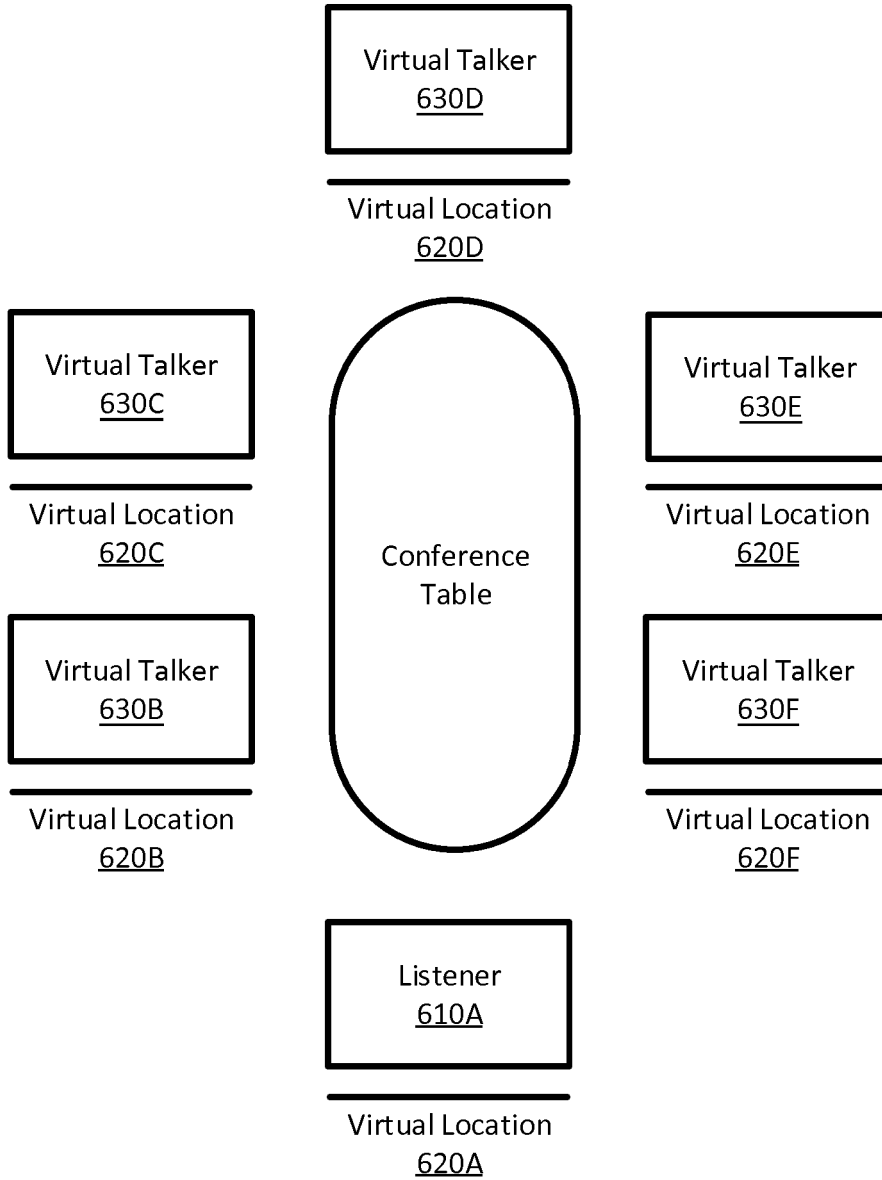 Virtual Talker
630D
Virtual Location
620D
Virtual Talker
630C
Virtual Location
620C
Virtual Talker
630E
Virtual Location
620E
Conference
Table
Virtual Talker
630B
Virtual Location
620B
Virtual Talker
630F
Virtual Location
620F
Listener
610A
Virtual Location
620A